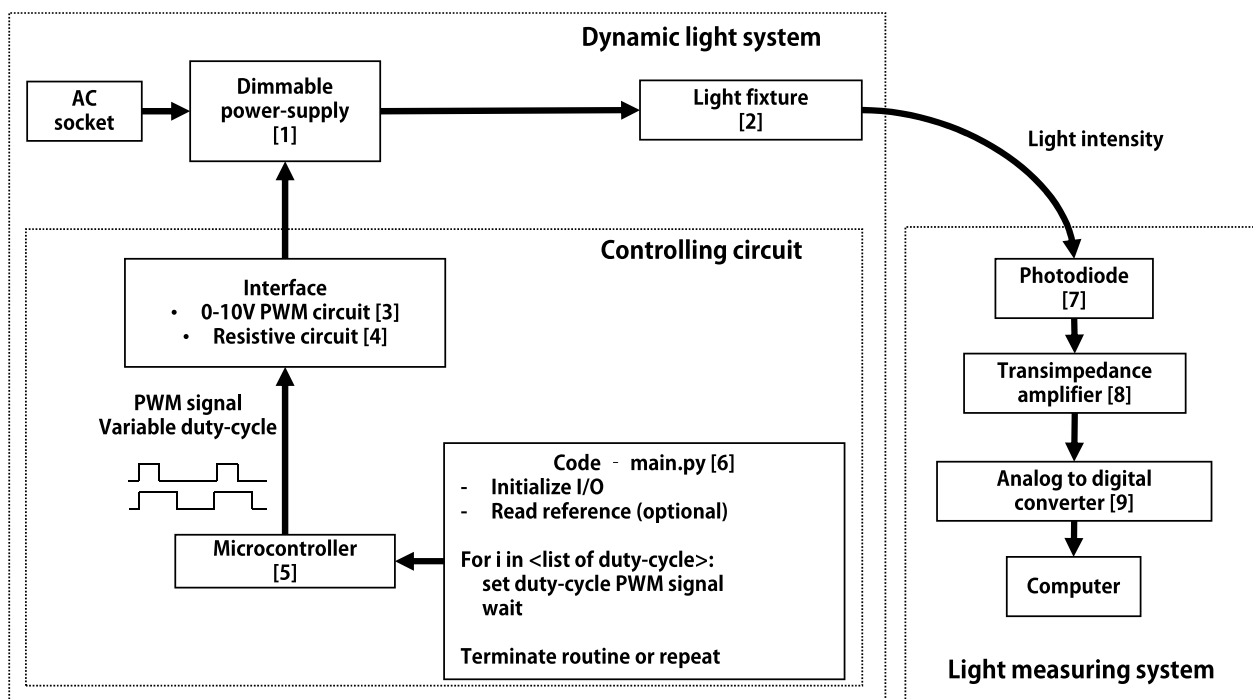 Dynamic light system
AC
socket
Dimmable
power-supply
[1]
Light fixture
[2]
Light intensity
Controlling circuit
Interface
• 0-10V PWM circuit [3]
• Resistive circuit [4]
PWM signal
Variable duty-cycle
Microcontroller
[5]
Code - main.py [6]
- Initialize I/O
- Read reference (optional)
For i in <list of duty-cycle>:
set duty-cycle PWM signal
wait
Terminate routine or repeat
Photodiode
[7]
Transimpedance
amplifier [8]
Analog to digital
converter [9]
Computer
Light measuring system